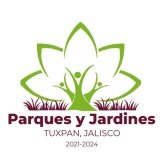 Parques y Jardines
TUXPAN, JALISCO
2021-2024